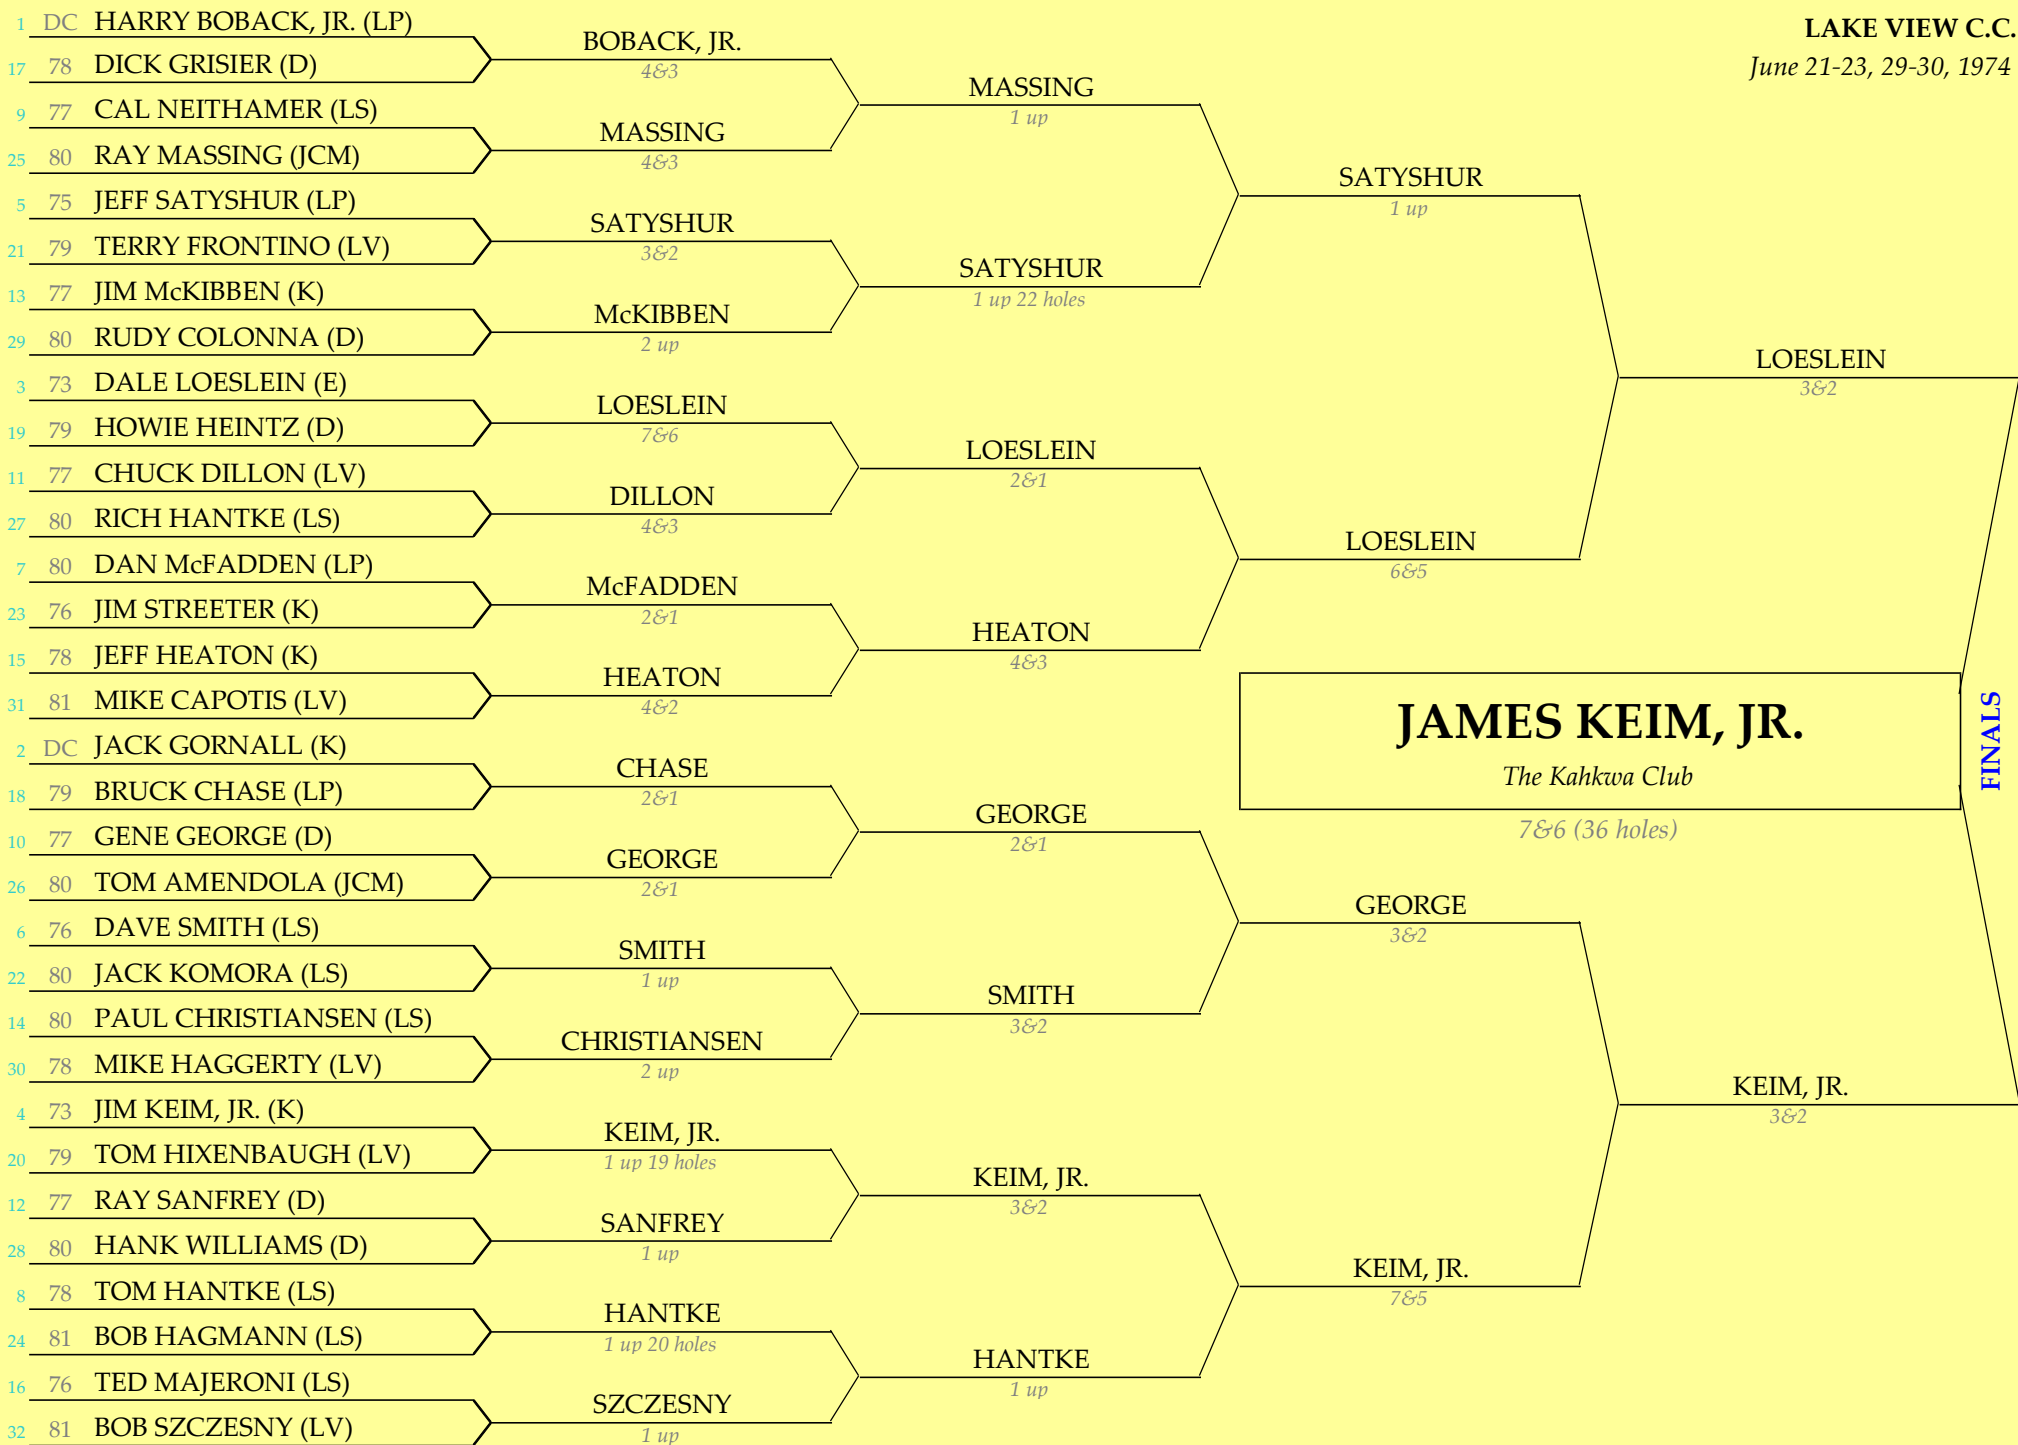 LAKE VIEW C.C.
June 21-23, 29-30, 1974
1 DC HARRY BOBACK, JR. (LP)
17 78 DICK GRISIER (D)
9 77 CAL NEITHAMER (LS)
25 80 RAY MASSING (JCM)
5 75 JEFF SATYSHUR (LP)
21 79 TERRY FRONTINO (LV)
13 77 JIM McKIBBEN (K)
29 80 RUDY COLONNA (D)
3 73 DALE LOESLEIN (E)
19 79 HOWIE HEINTZ (D)
11 77 CHUCK DILLON (LV)
27 80 RICH HANTKE (LS)
7 80 DAN McFADDEN (LP)
23 76 JIM STREETER (K)
15 78 JEFF HEATON (K)
31 81 MIKE CAPOTIS (LV)
2 DC JACK GORNALL (K)
18 79 BRUCK CHASE (LP)
10 77 GENE GEORGE (D)
26 80 TOM AMENDOLA (JCM)
6 76 DAVE SMITH (LS)
22 80 JACK KOMORA (LS)
14 80 PAUL CHRISTIANSEN (LS)
30 78 MIKE HAGGERTY (LV)
4 73 JIM KEIM, JR. (K)
20 79 TOM HIXENBAUGH (LV)
12 77 RAY SANFREY (D)
28 80 HANK WILLIAMS (D)
8 78 TOM HANTKE (LS)
24 81 BOB HAGMANN (LS)
16 76 TED MAJERONI (LS)
32 81 BOB SZCZESNY (LV)
BOBACK, JR.
4&3
MASSING
4&3
SATYSHUR
3&2
McKIBBEN
2 up
LOESLEIN
7&6
DILLON
4&3
McFADDEN
2&1
HEATON
4&2
CHASE
2&1
GEORGE
2&1
SMITH
1 up
CHRISTIANSEN
2 up
KEIM, JR.
1 up 19 holes
SANFREY
1 up
HANTKE
1 up 20 holes
SZCZESNY
1 up
MASSING
1 up
SATYSHUR
1 up 22 holes
LOESLEIN
2&1
HEATON
4&3
GEORGE
2&1
SMITH
3&2
KEIM, JR.
3&2
HANTKE
1 up
SATYSHUR
1 up
LOESLEIN
6&5
GEORGE
3&2
KEIM, JR.
7&5
LOESLEIN
3&2
KEIM, JR.
3&2
FINALS
JAMES KEIM, JR.
The Kahkwa Club
7&6 (36 holes)